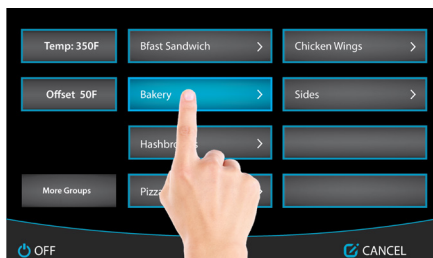 Temp: 350F
Bfast Sandwich
Chicken Wings
Offset 50F
Bakery
Sides
More Groups
OFF
CANCEL